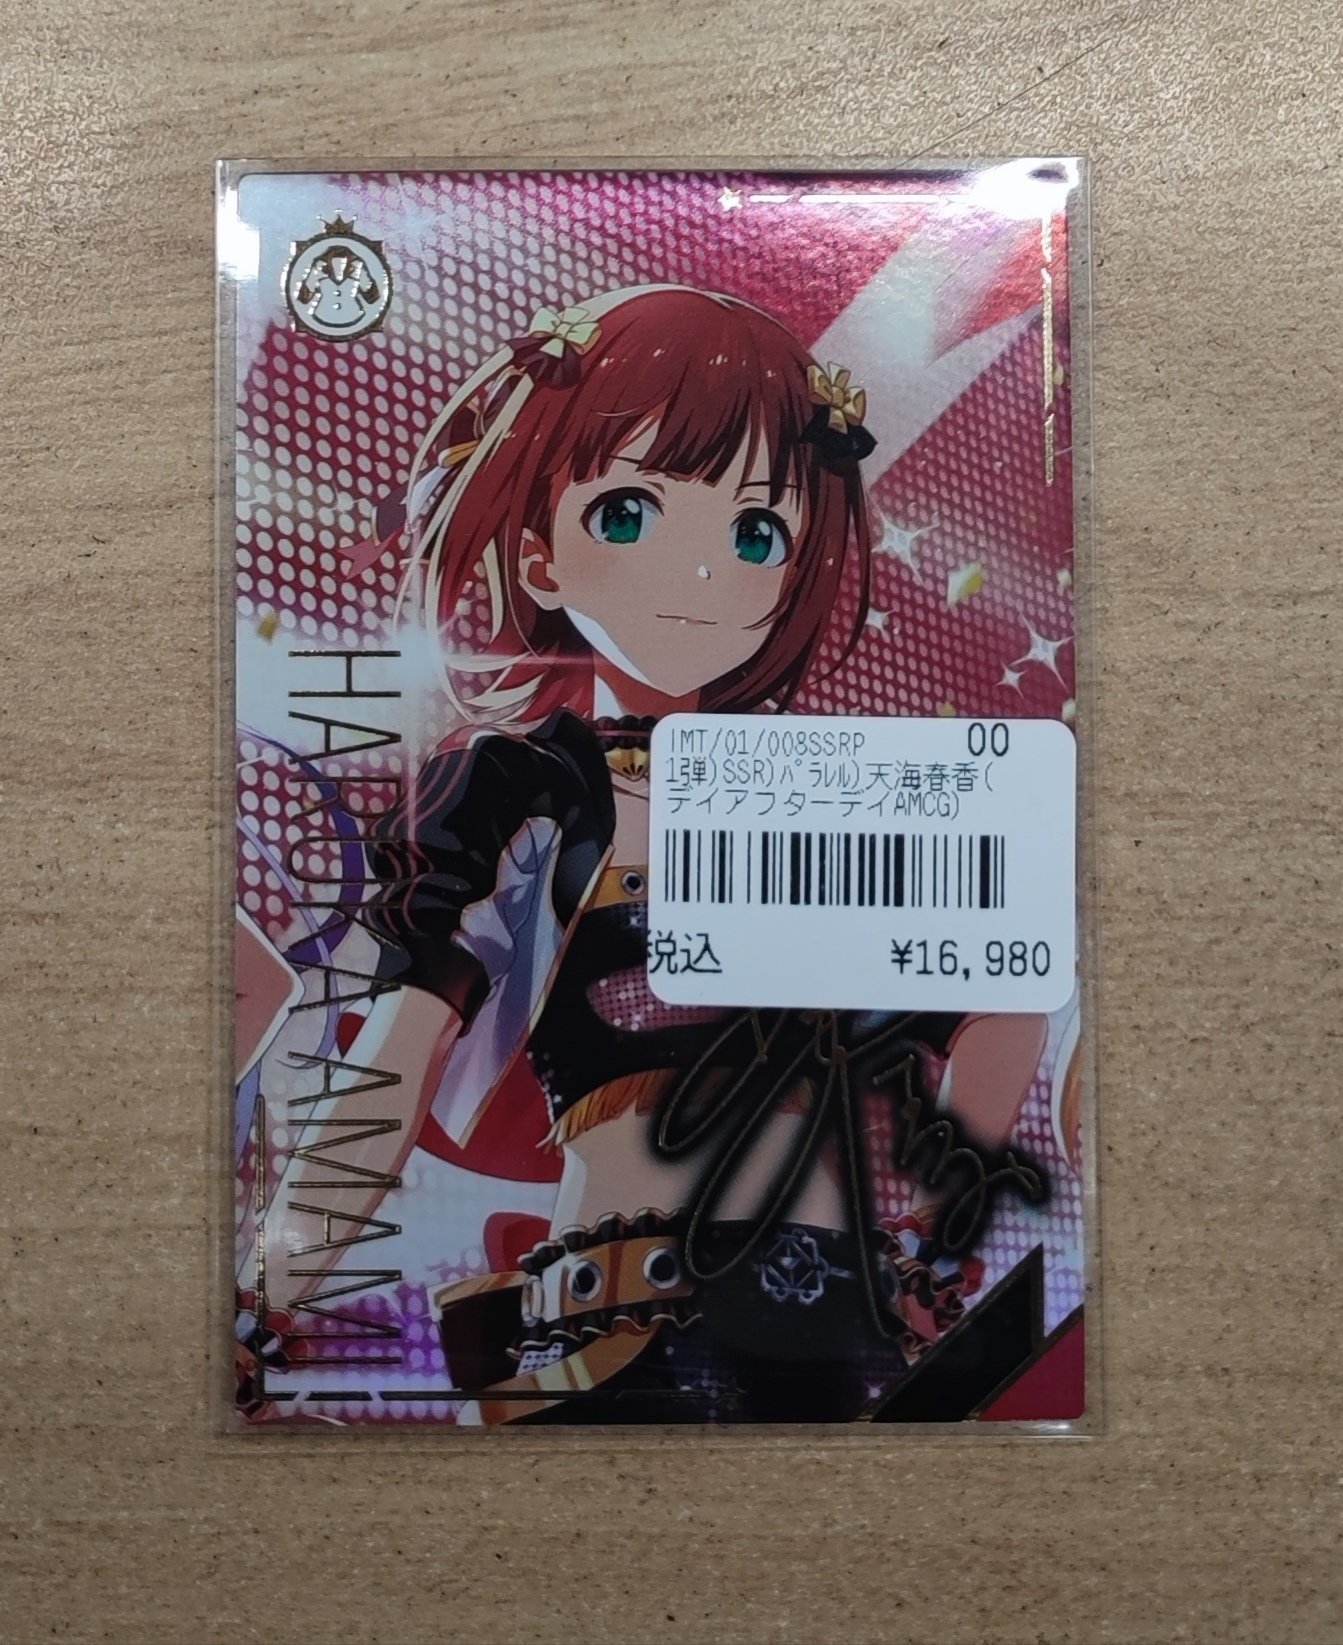 HARUKA AMAMI
IMT/01/008SSRP 00
1弾)SSR)ﾊﾟﾗﾚﾙ)天海春香(
デイアフターデイAMCG)
税込 ¥16,980